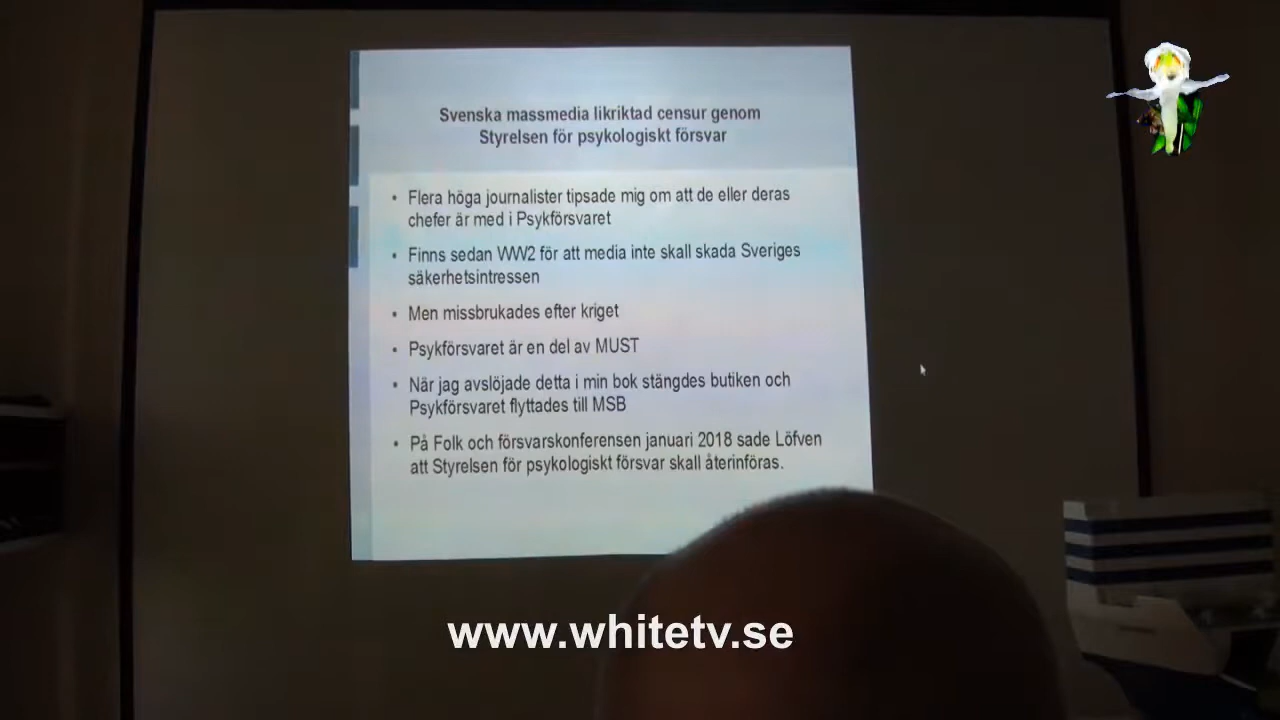 Svenska massmedia likriktad censur genom
Styrelsen för psykologiskt försvar
• Flera höga journalister tipsade mig om att de eller deras
chefer är med i Psykförsvaret
• Finns sedan WW2 för att media inte skall skada Sveriges
säkerhetsintressen
• Men missbrukades efter kriget
• Psykförsvaret är en del av MUST
• När jag avslöjade detta i min bok stängdes butiken och
Psykförsvaret flyttades till MSB
• På Folk och försvarskonferensen januari 2018 sade Löfven
att Styrelsen för psykologiskt försvar skall återinföras.
www.whitetv.se